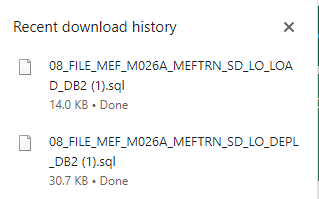 Recent download history
08_FILE_MEF_M026A_MEFTRN_SD_LO_LOA
D_DB2 (1).sql
14.0 KB • Done
08_FILE_MEF_M026A_MEFTRN_SD_LO_DEPL
_DB2 (1).sql
30.7 KB • Done